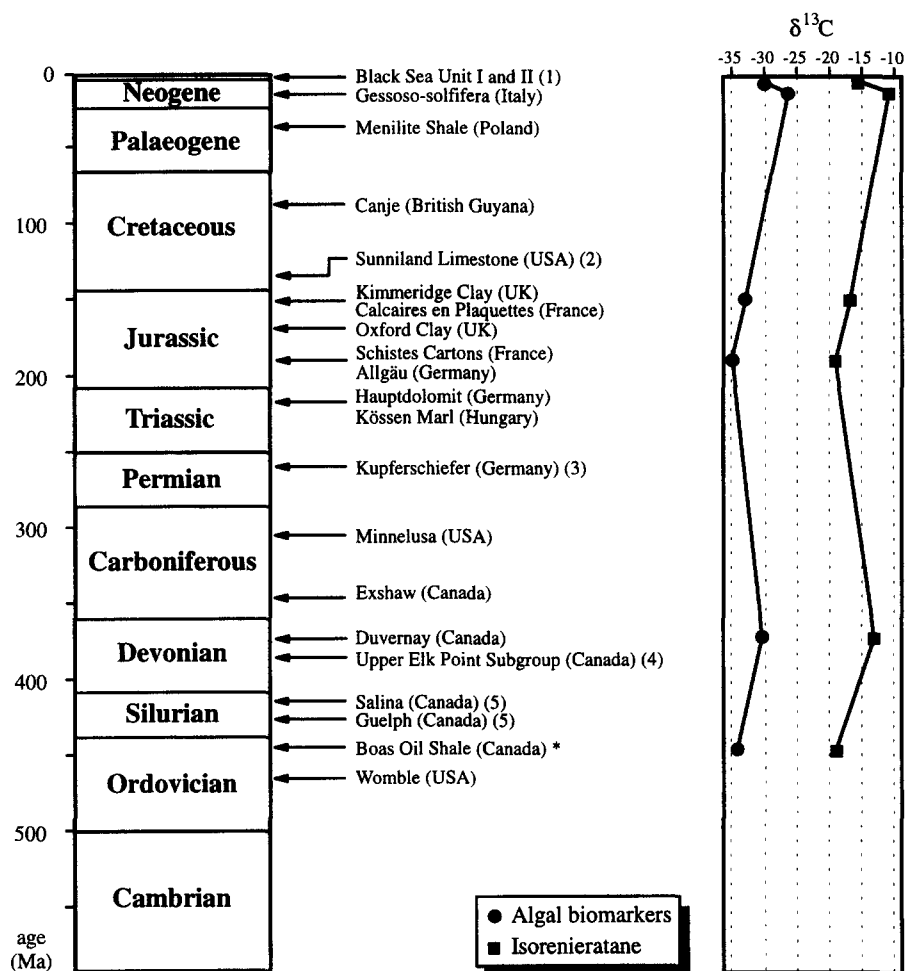 δ13C
-35 -30 -25 -20 -15 -10
0
Neogene
Palaeogene
100
Cretaceous
Jurassic
200
Triassic
Permian
300
Carboniferous
Devonian
400
Silurian
Ordovician
500
Cambrian
age
(Ma)
Black Sea Unit I and II (1)
Gessoso-solfifera (Italy)
Menilite Shale (Poland)
Canje (British Guyana)
Sunniland Limestone (USA) (2)
Kimmeridge Clay (UK)
Calcaires en Plaquettes (France)
Oxford Clay (UK)
Schistes Cartons (France)
Allgäu (Germany)
Hauptdolomit (Germany)
Kössen Marl (Hungary)
Kupferschiefer (Germany) (3)
Minnelusa (USA)
Exshaw (Canada)
Duvernay (Canada)
Upper Elk Point Subgroup (Canada) (4)
Salina (Canada) (5)
Guelph (Canada) (5)
Boas Oil Shale (Canada) *
Womble (USA)
Algal biomarkers
Isorenieratane